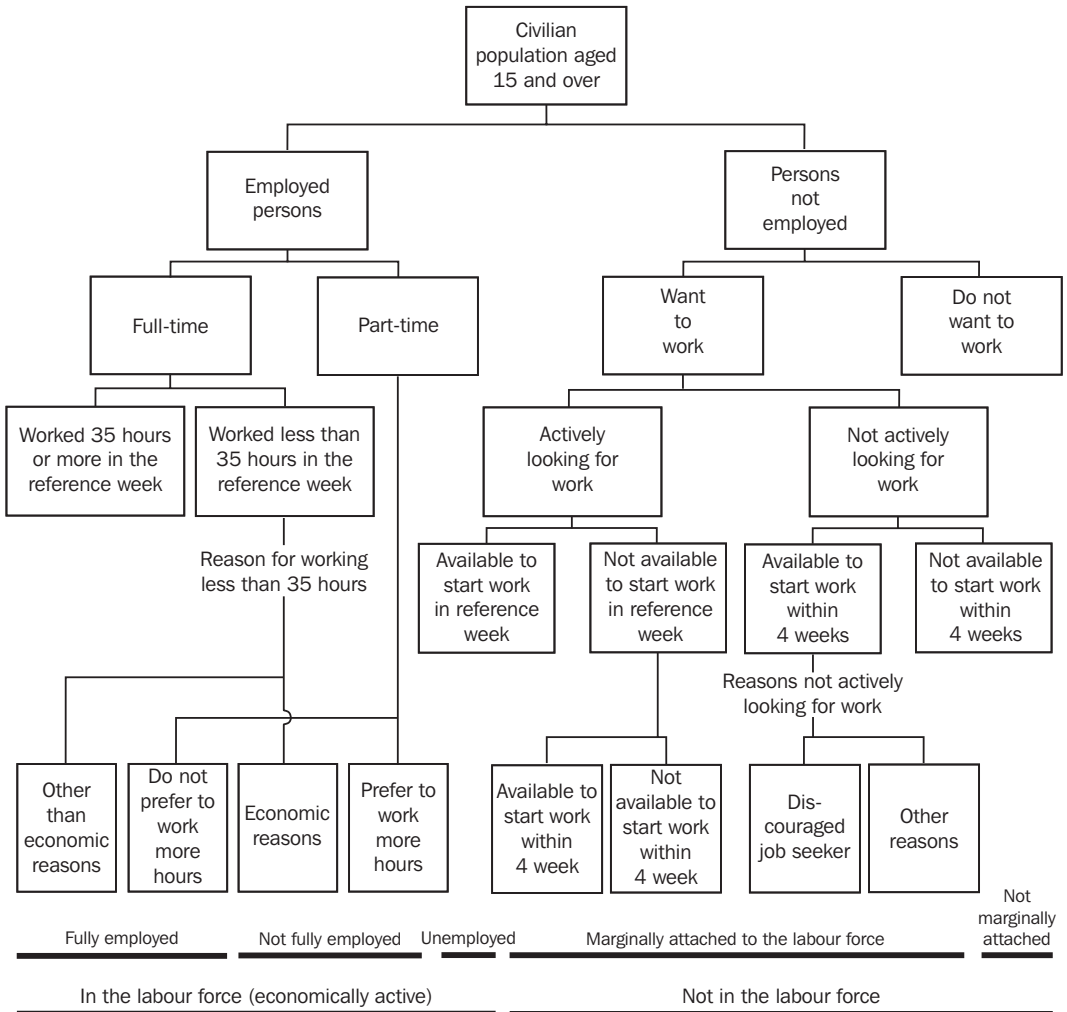 Civilian
population aged
15 and over
Employed
persons
Persons
not
employed
Full-time
Part-time
Want
to
work
Do not
want to
work
Worked 35 hours
or more in the
reference week
Worked less than
35 hours in the
reference week
Actively
looking for
work
Not actively
looking for
work
Reason for working
less than 35 hours
Available to
start work
in reference
week
Not available
to start work
in reference
week
Available to
start work
within
4 weeks
Not available
to start work
within
4 weeks
Reasons not actively
looking for work
Other
than
economic
reasons
Do not
prefer to
work
more
hours
Economic
reasons
Prefer to
work
more
hours
Available to
start work
within
4 week
Not
available to
start work
within
4 week
Dis-
couraged
job seeker
Other
reasons
Fully employed
Not fully employed
Unemployed
Marginally attached to the labour force
Not
marginally
attached
In the labour force (economically active)
Not in the labour force